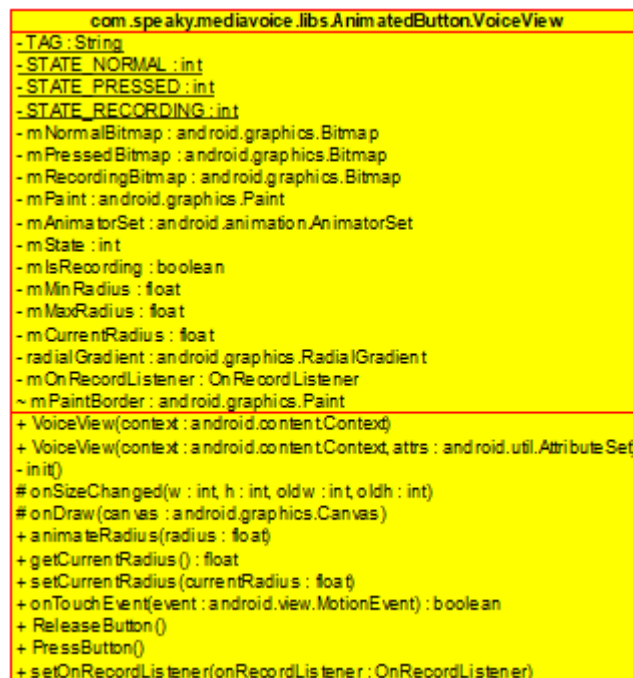 com.speaky.mediavoice.libs.AnimatedButton.VoiceView
- TAG : String
- STATE_NORMAL : int
- STATE_PRESSED : int
- STATE_RECORDING : int
- mNormalBitmap : android.graphics.Bitmap
- mPressedBitmap : android.graphics.Bitmap
- mRecordingBitmap : android.graphics.Bitmap
- mPaint : android.graphics.Paint
- mAnimatorSet : android.animation.AnimatorSet
- mState : int
- mIsRecording : boolean
- mMinRadius : float
- mMaxRadius : float
- mCurrentRadius : float
- radialGradient : android.graphics.RadialGradient
- mOnRecordListener : OnRecordListener
~ mPaintBorder : android.graphics.Paint
+ VoiceView(context : android.content.Context)
+ VoiceView(context : android.content.Context, attrs : android.util.AttributeSet)
- init()
# onSizeChanged(w : int, h : int, oldw : int, oldh : int)
# onDraw(canvas : android.graphics.Canvas)
+ animateRadius(radius : float)
+ getCurrentRadius() : float
+ setCurrentRadius(currentRadius : float)
+ onTouchEvent(event : android.view.MotionEvent) : boolean
+ ReleaseButton()
+ PressButton()
+ setOnRecordListener(onRecordListener : OnRecordListener)